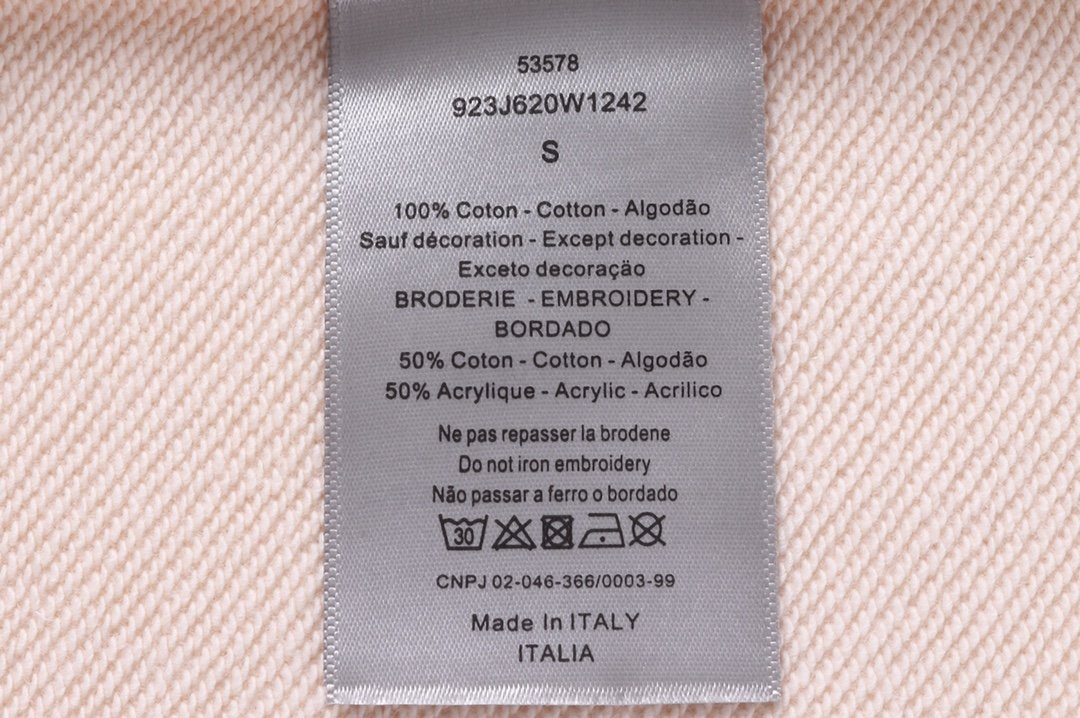 53578
923J620W1242
S
100% Coton - Cotton - Algodão
Sauf décoration - Except decoration -
Exceto decoraçäo
BRODERIE - EMBROIDERY -
BORDADO
50% Coton - Cotton - Algodão
50% Acrylique - Acrylic - Acrilico
Ne pas repasser la brodene
Do not iron embroidery
Não passar a ferro o bordado
30
CNPJ 02-046-366/0003-99
Made In ITALY
ITALIA